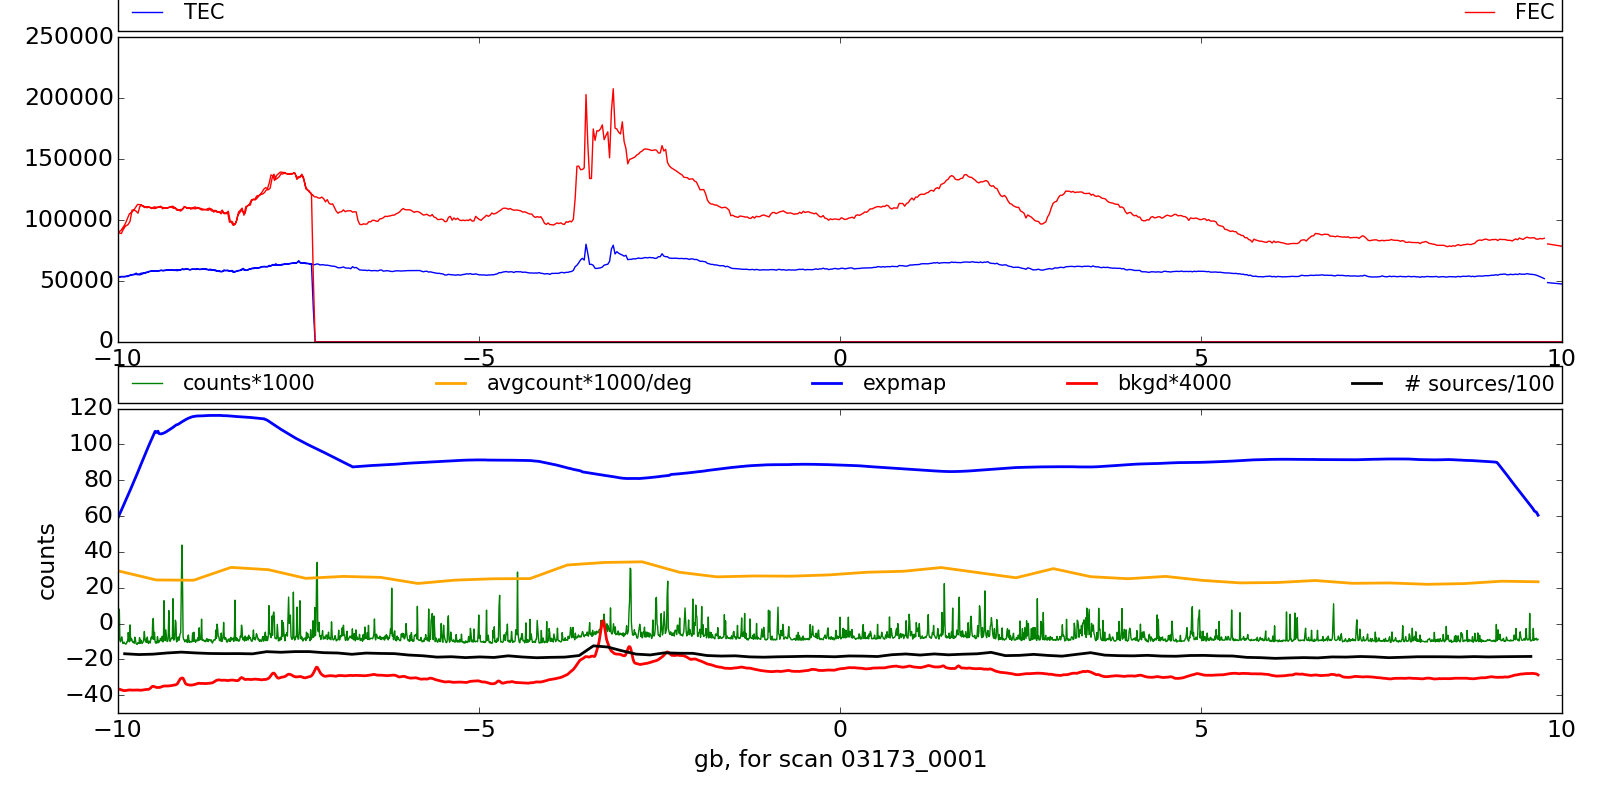 TEC FEC
250000
200000
150000
100000
50000
0
−10 −5 0 5 10
counts*1000 avgcount*1000/deg expmap bkgd*4000 # sources/100
120
100
80
60
40
20
0
−20
−40
counts
−10 −5 0 5 10
gb, for scan 03173_0001